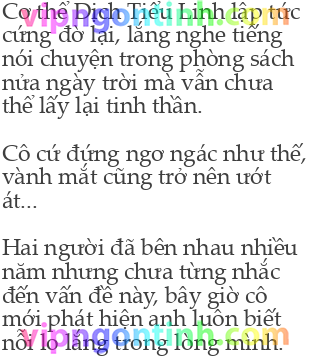 Cơ thể Dịch Tiểu Linh lập tức
vipngontinh.com
cứng đờ lại, lắng nghe tiếng
nói chuyện trong phòng sách
nửa ngày trời mà vẫn chưa
thể lấy lại tinh thần.
vipngontinh.com
Cô cứ đứng ngơ ngác như thế,
vành mắt cũng trở nên ướt
át...
Hai người đã bên nhau nhiều
năm nhưng chưa từng nhắc
đến vấn đề này, bây giờ cô
mới phát hiện anh luôn biết
nỗi lo lắng trong lòng mình.
vipngontinh.com